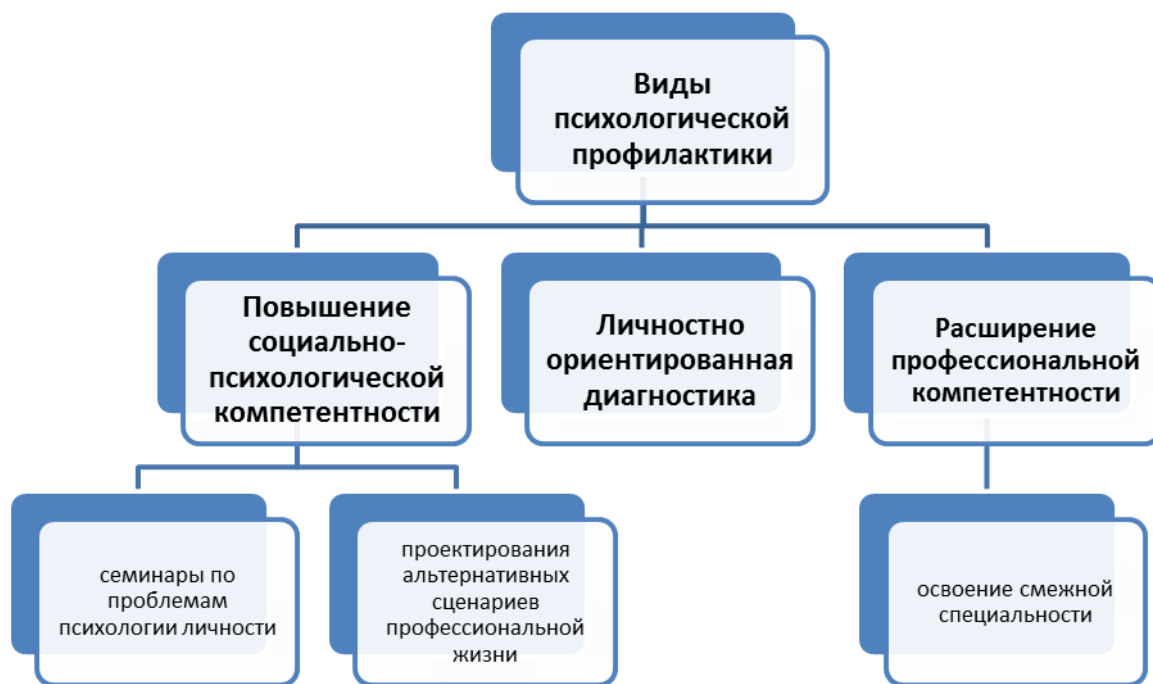 Виды
психологической
профилактики
Повышение
социально-
психологической
компетентности
Личностно
ориентированная
диагностика
Расширение
профессиональной
компетентности
семинары по
проблемам
психологии личности
проектирования
альтернативных
сценариев
профессиональной
жизни
освоение смежной
специальности